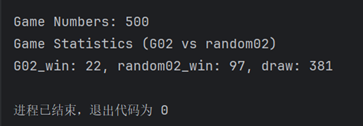 Game Numbers: 500
Game Statistics (G02 vs random02)
G02_win: 22, random02_win: 97, draw: 381
进程已结束，退出代码为 0